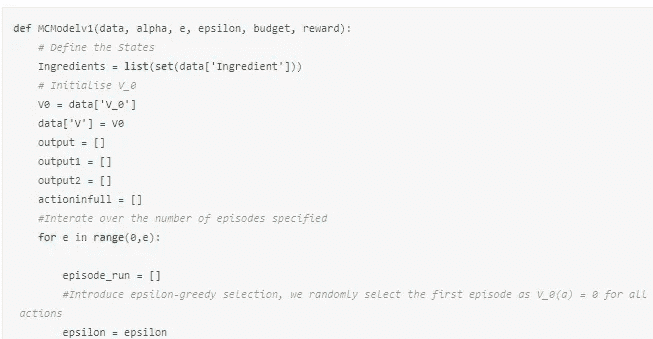 def MCModelv1(data, alpha, e, epsilon, budget, reward):
# Define the States
Ingredients = list(set(data['Ingredient']))
# Initialise V_0
V0 = data['V_0']
data['V'] = V0
output = []
output1 = []
output2 = []
actioninfull = []
#Interate over the number of episodes specified
for e in range(0,e):
episode_run = []
#Introduce epsilon-greedy selection, we randomly select the first episode as V_0(a) = 0 for all
actions
epsilon = epsilon